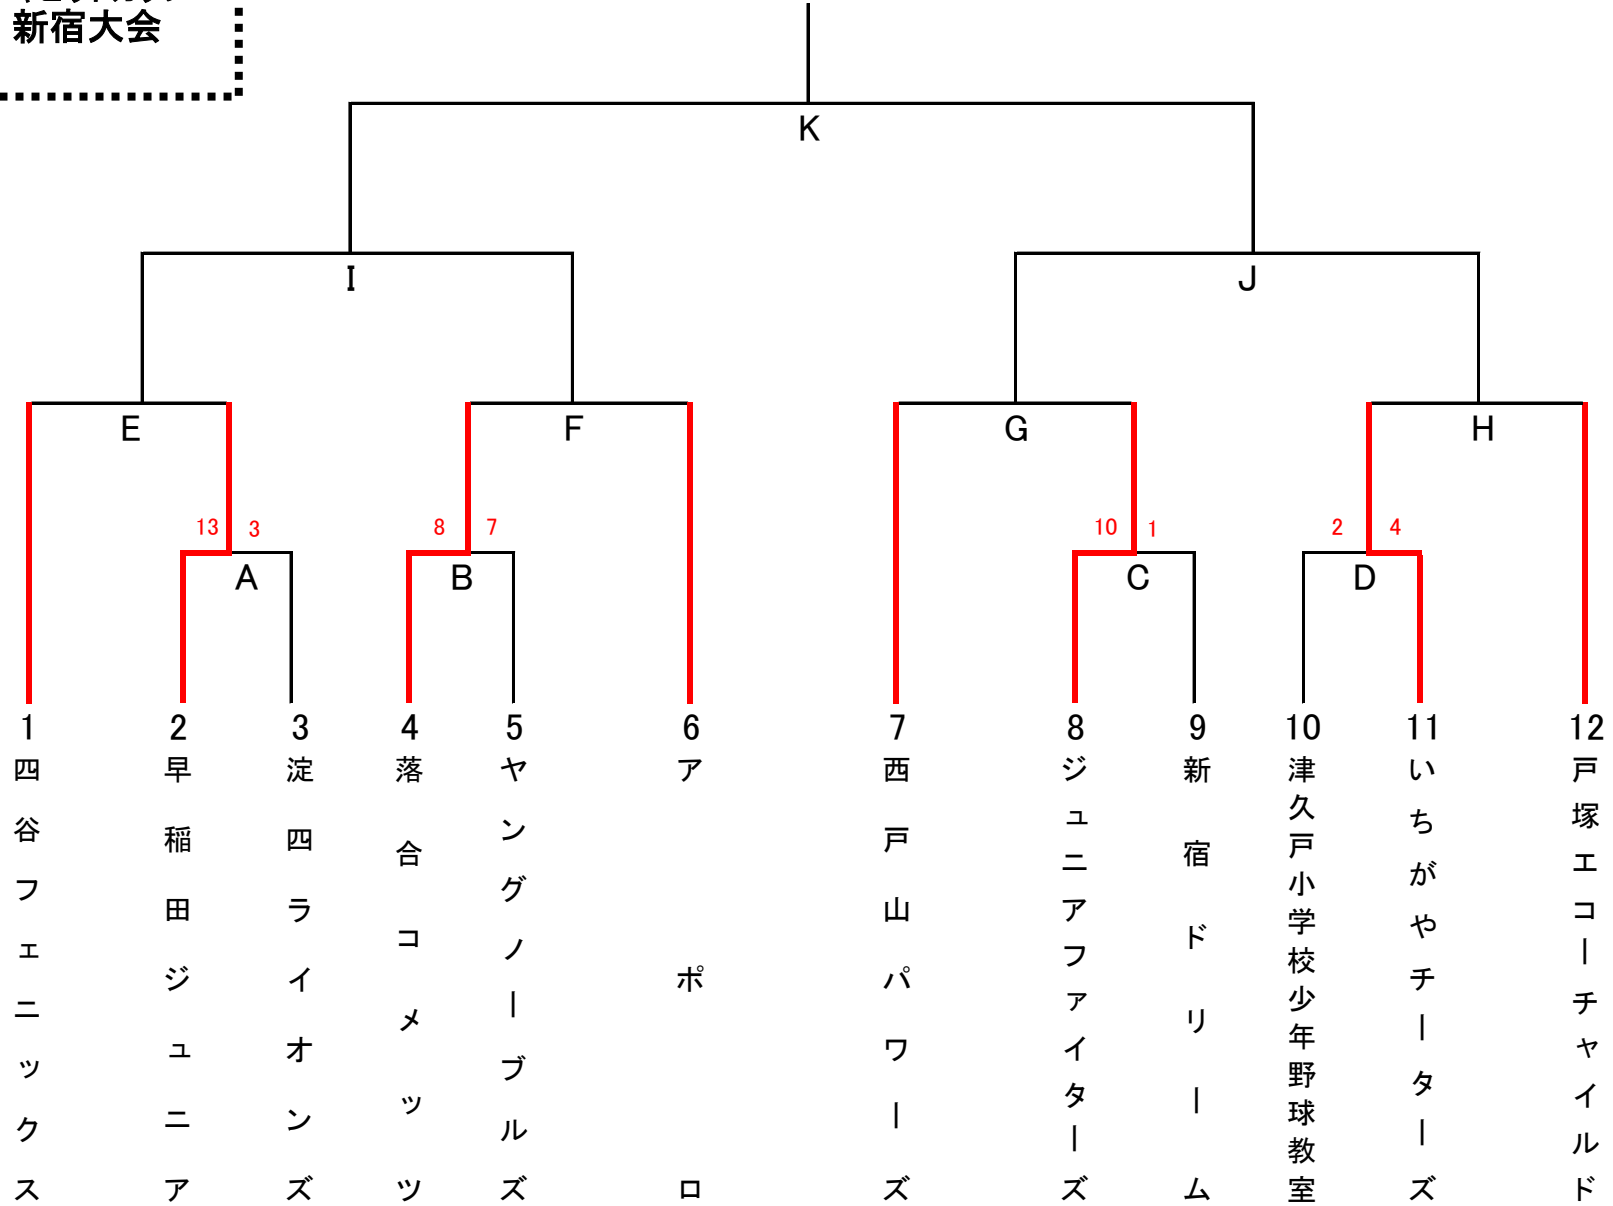 新宿大会
K
I
J
E
F
G
H
13 3
8 7
10 1
2 4
A
B
C
D
1
2
3
4
5
6
7
8
9
10
11
12
四谷フェニックス
早稲田ジュニア
淀四ライオンズ
落合コメッツ
ヤングノーブルズ
アポロ
西戸山パワーズ
ジュニアファイターズ
新宿ドリーム
津久戸小学校少年野球教室
いちがやチーターズ
戸塚エコーチャイルド